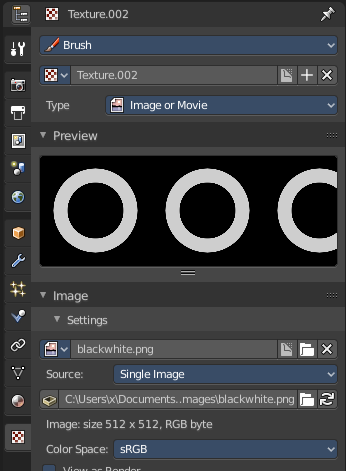 Texture.002
Brush
Texture.002
Type Image or Movie
Preview
Image
Settings
blackwhite.png
Source: Single Image
C:\Users\x\Documents..mages\blackwhite.png
Image: size 512 x 512, RGB byte
Color Space: sRGB
View as Render